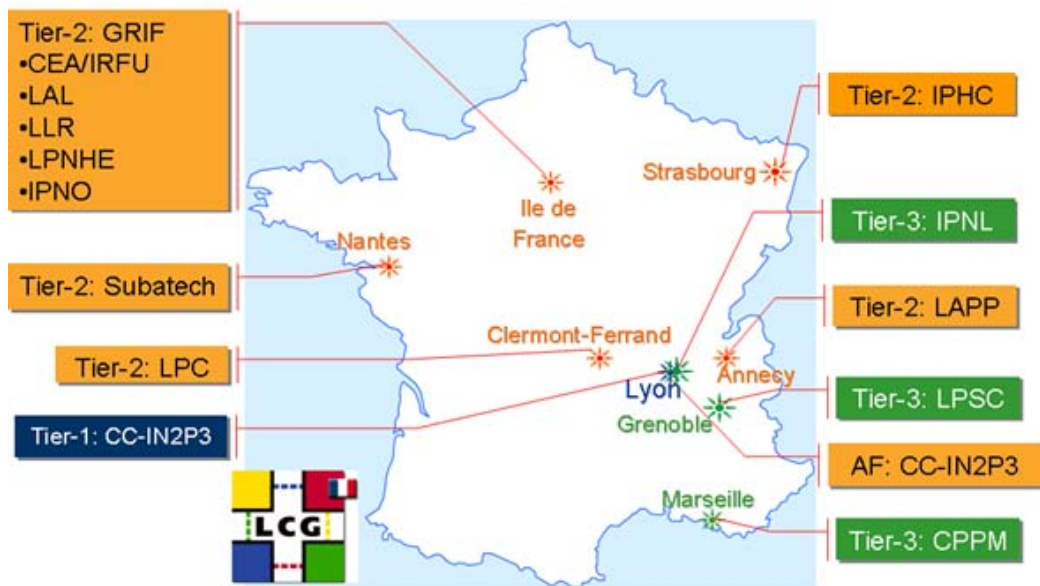 Tier-2: GRIF
•CEA/IRFU
•LAL
•LLR
•LPNHE
•IPNO
Tier-2: Subatech
Tier-2: LPC
Tier-1: CC-IN2P3
Ile de
France
Strasbourg
Nantes
Clermont-Ferrand
Lyon
Annecy
Grenoble
Marseille
LCG
Tier-2: IPHC
Tier-3: IPNL
Tier-2: LAPP
Tier-3: LPSC
AF: CC-IN2P3
Tier-3: CPPM